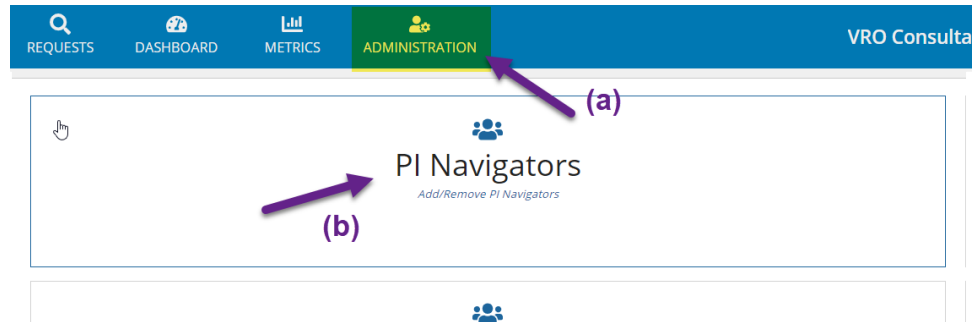 REQUESTS DASHBOARD METRICS ADMINISTRATION VRO Consulta
(a)
PI Navigators
Add/Remove PI Navigators
(b)